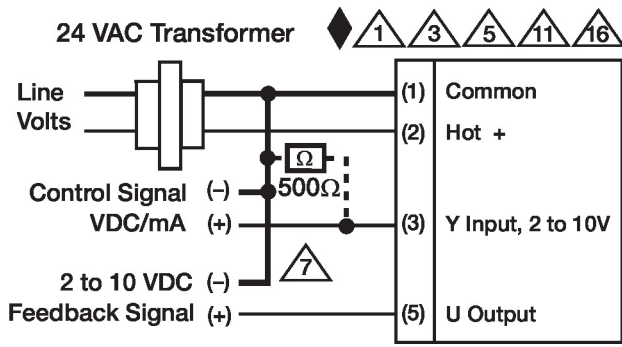 24 VAC Transformer 1 3 5 11 16
Line
Volts
(1) Common
(2) Hot +
Ω
500Ω
Control Signal (–)
VDC/mA (+)
(3) Y Input, 2 to 10V
7
2 to 10 VDC (–)
Feedback Signal (+)
(5) U Output